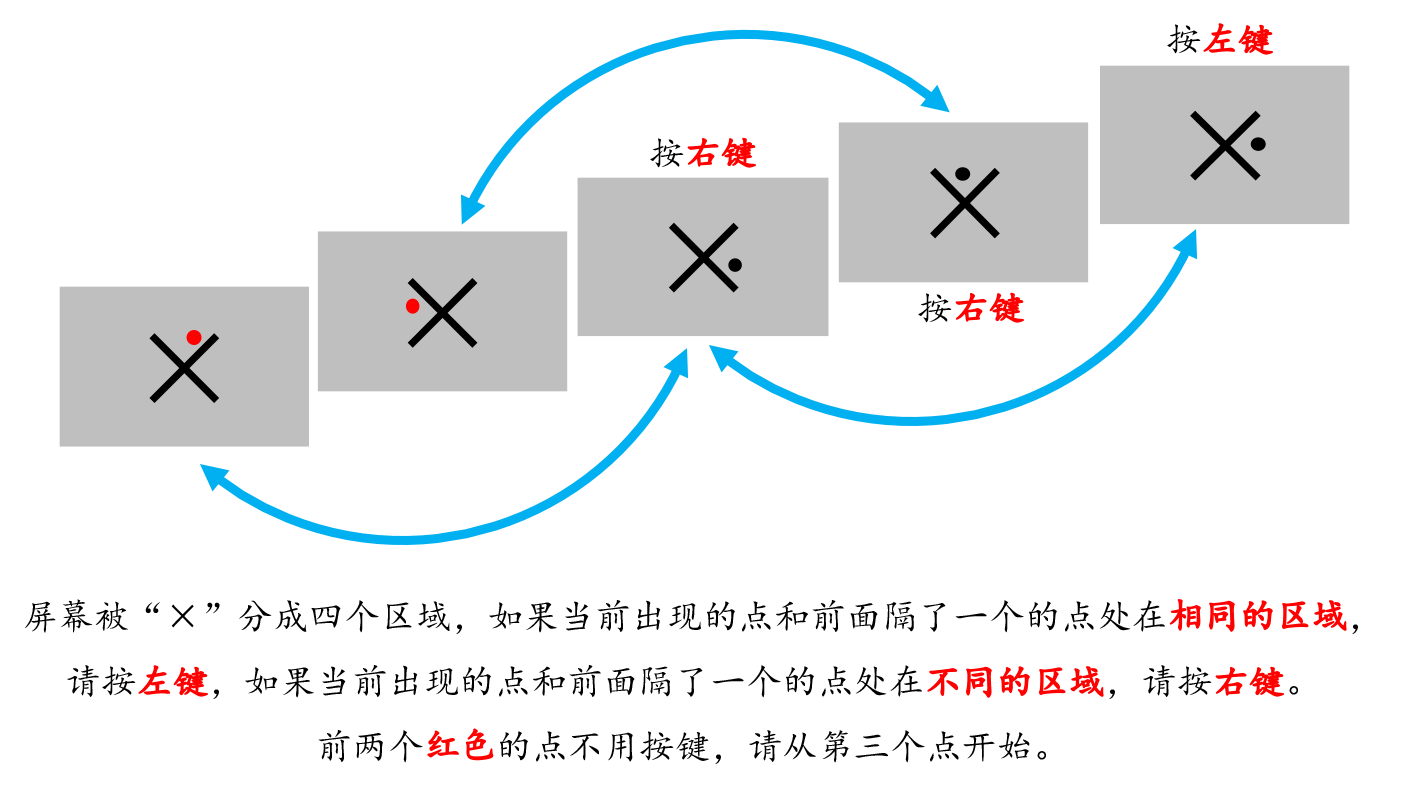 按左键
按右键
按右键
屏幕被“×”分成四个区域，如果当前出现的点和前面隔了一个的点处在相同的区域，
请按左键，如果当前出现的点和前面隔了一个的点处在不同的区域，请按右键。
前两个红色的点不用按键，请从第三个点开始。